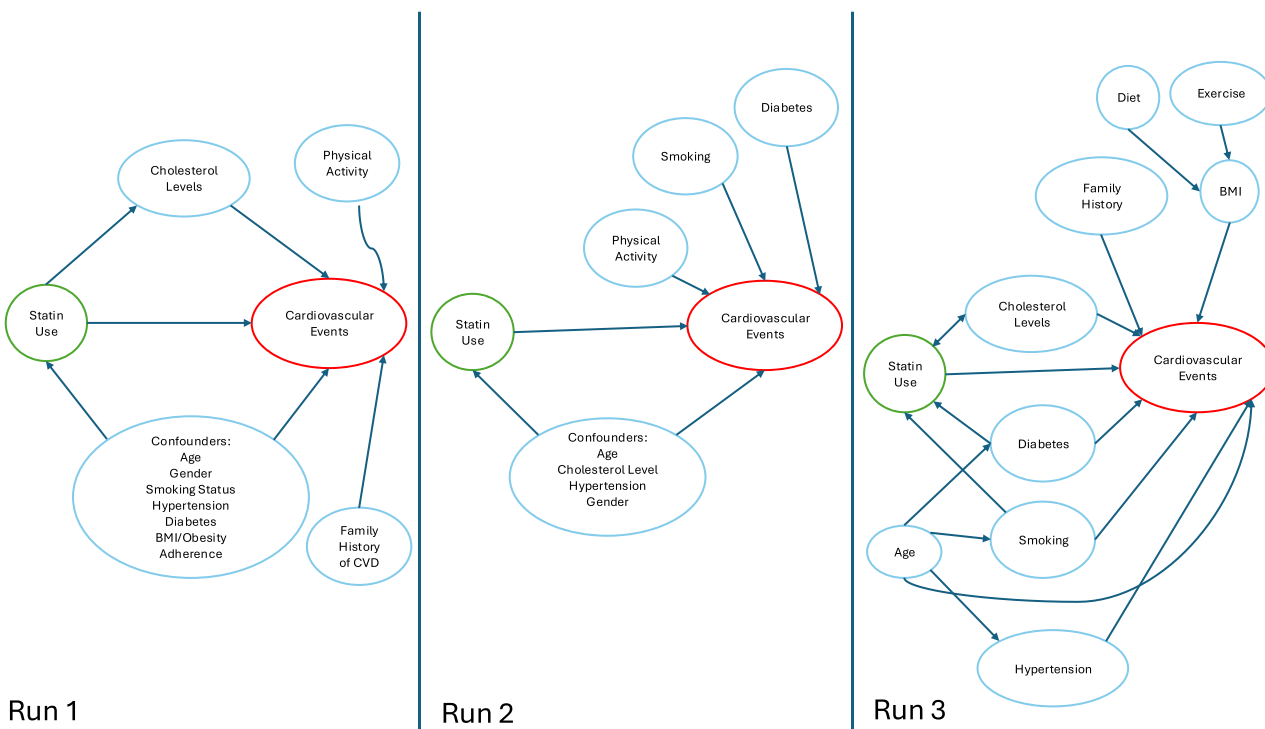 Cholesterol
Levels
Physical
Activity
Statin
Use
Cardiovascular
Events
Confounders:
Age
Gender
Smoking Status
Hypertension
Diabetes
BMI/Obesity
Adherence
Family
History
of CVD
Run 1
Diabetes
Smoking
Physical
Activity
Statin
Use
Cardiovascular
Events
Confounders:
Age
Cholesterol Level
Hypertension
Gender
Run 2
Diet
Exercise
Family
History
BMI
Cholesterol
Levels
Statin
Use
Cardiovascular
Events
Diabetes
Smoking
Age
Hypertension
Run 3